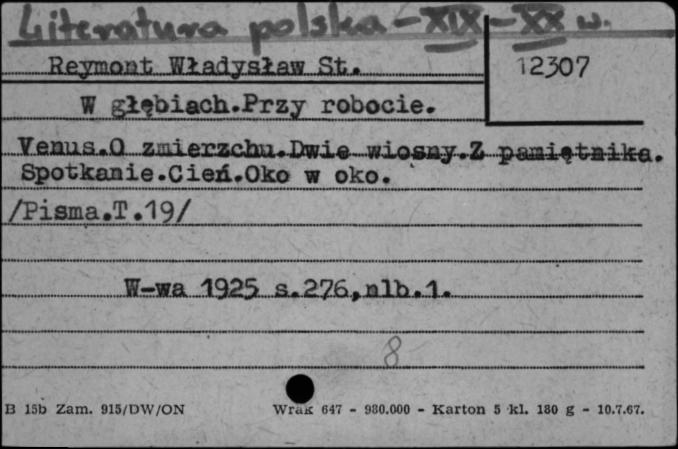 Literatura polska - XIX - XX w.
Reymont Władysław St.
12307
W głębiach.Przy robocie.
Venus.O zmierzchu.Dwie wiosny.Z pamiętnika.
Spotkanie.Cień.Oko w oko.
/Pisma.T.19/
W-wa 1925 s.276,nlb.1.
8
B 15b Zam. 915/DW/ON Wrak 647 - 980.000 - Karton 5 kl. 180 g - 10.7.67.